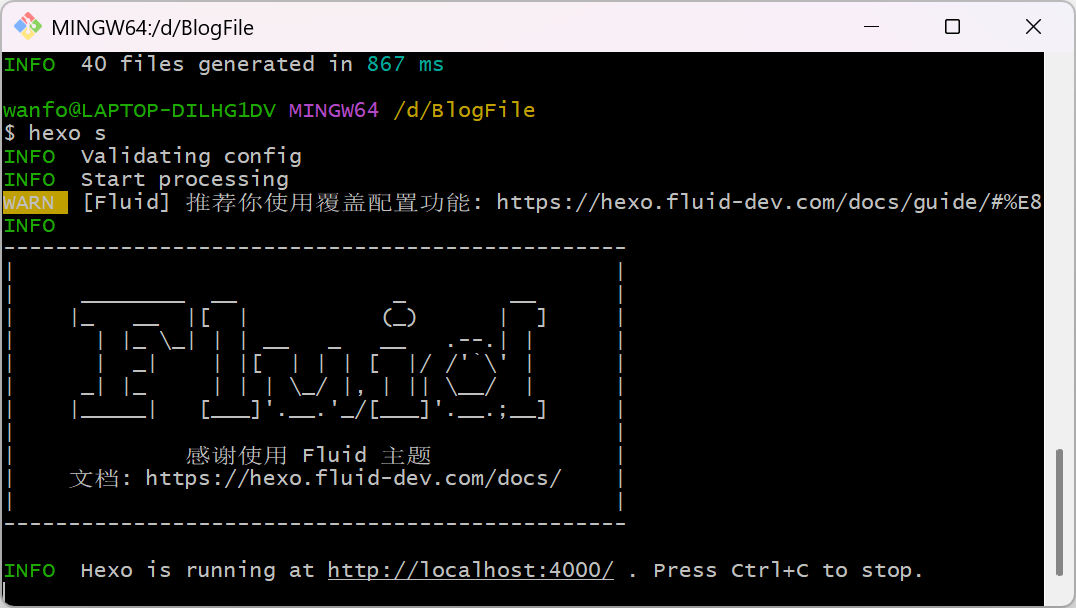 MINGW64:/d/BlogFile
INFO  40 files generated in 867 ms
wanfo@LAPTOP-DILHG1DV MINGW64 /d/BlogFile
$ hexo s
INFO  Validating config
INFO  Start processing
WARN  [Fluid] 推荐你使用覆盖配置功能: https://hexo.fluid-dev.com/docs/guide/#%E8
INFO
Fluid
感谢使用 Fluid 主题
文档: https://hexo.fluid-dev.com/docs/
INFO  Hexo is running at http://localhost:4000/ . Press Ctrl+C to stop.